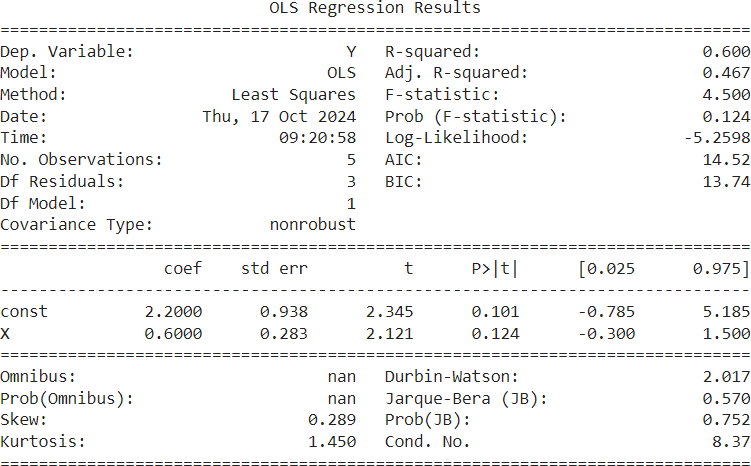 OLS Regression Results
==============================================================================
Dep. Variable:                      Y   R-squared:                       0.600
Model:                            OLS   Adj. R-squared:                  0.467
Method:                 Least Squares   F-statistic:                     4.500
Date:                Thu, 17 Oct 2024   Prob (F-statistic):              0.124
Time:                        09:20:58   Log-Likelihood:                -5.2598
No. Observations:                   5   AIC:                             14.52
Df Residuals:                       3   BIC:                             13.74
Df Model:                           1
Covariance Type:            nonrobust
==============================================================================
                 coef    std err          t      P>|t|      [0.025      0.975]
------------------------------------------------------------------------------
const          2.2000      0.938      2.345      0.101      -0.785       5.185
X              0.6000      0.283      2.121      0.124      -0.300       1.500
==============================================================================
Omnibus:                          nan   Durbin-Watson:                   2.017
Prob(Omnibus):                    nan   Jarque-Bera (JB):                0.570
Skew:                           0.289   Prob(JB):                        0.752
Kurtosis:                       1.450   Cond. No.                         8.37
==============================================================================